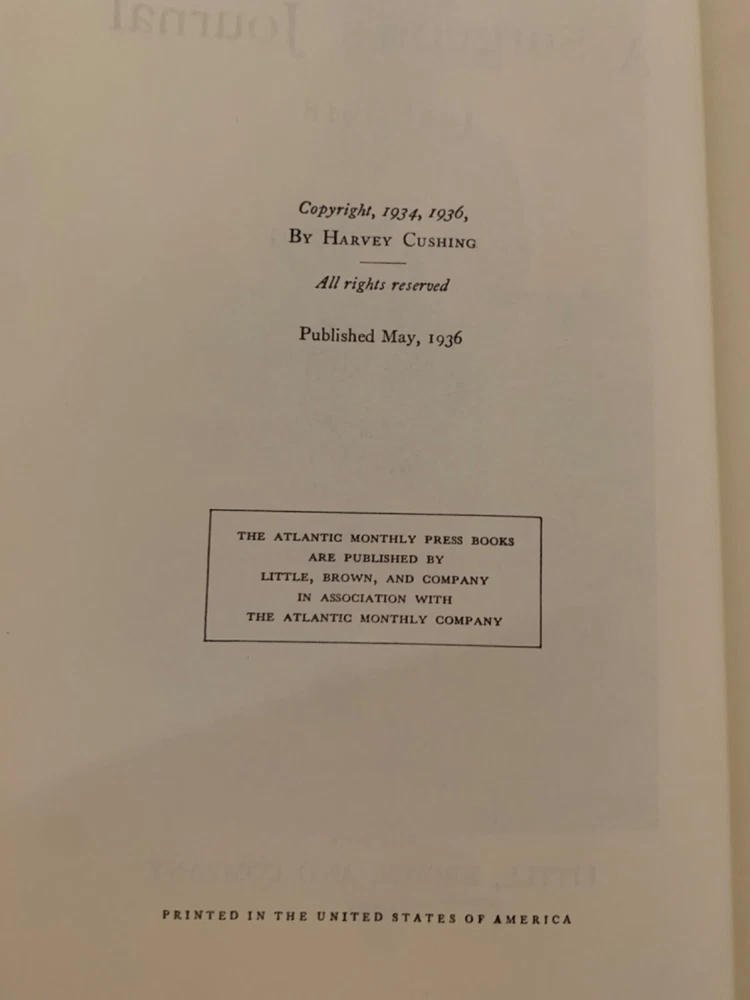 Copyright, 1934, 1936,
BY HARVEY CUSHING
All rights reserved
Published May, 1936
THE ATLANTIC MONTHLY PRESS BOOKS
ARE PUBLISHED BY
LITTLE, BROWN, AND COMPANY
IN ASSOCIATION WITH
THE ATLANTIC MONTHLY COMPANY
PRINTED IN THE UNITED STATES OF AMERICA